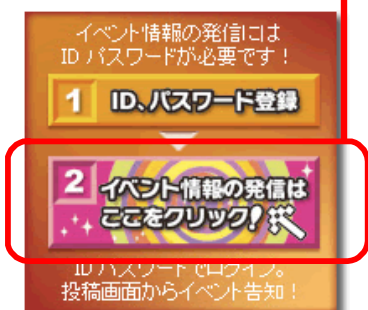 イベント情報の発信には
ID パスワードが必要です！
1 ID、パスワード登録
2 イベント情報の発信は
ここをクリック!
ID パスワードでログイン。
投稿画面からイベント告知！